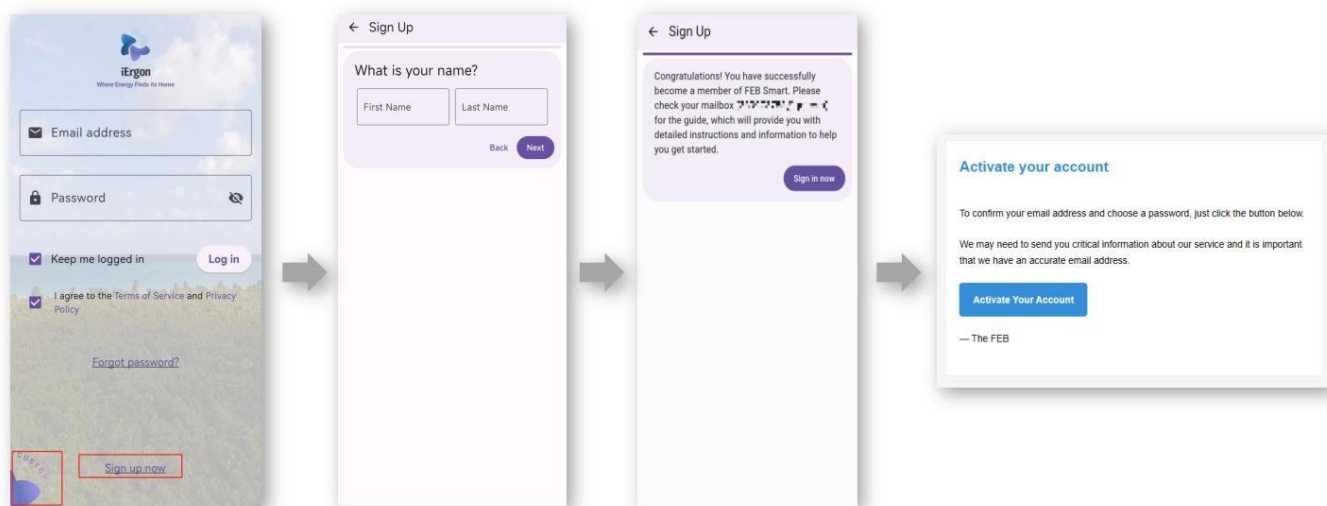 iErgon
Where Energy Finds Its Home
Email address
Password
Keep me logged in
Log in
I agree to the Terms of Service and Privacy
Policy
Forgot password?
Sign up now
← Sign Up
What is your name?
First Name
Last Name
Back
Next
← Sign Up
Congratulations! You have successfully
become a member of FEB Smart. Please
check your mailbox
for the guide, which will provide you with
detailed instructions and information to help
you get started.
Sign in now
Activate your account
To confirm your email address and choose a password, just click the button below.
We may need to send you critical information about our service and it is important
that we have an accurate email address.
Activate Your Account
— The FEB